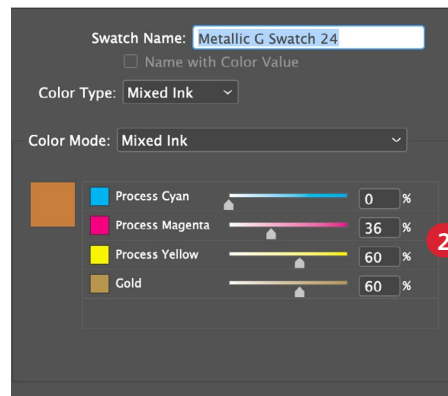 Swatch Name: Metallic G Swatch 24
Name with Color Value
Color Type: Mixed Ink
Color Mode: Mixed Ink
Process Cyan 0 %
Process Magenta 36 %
Process Yellow 60 %
Gold 60 %
2